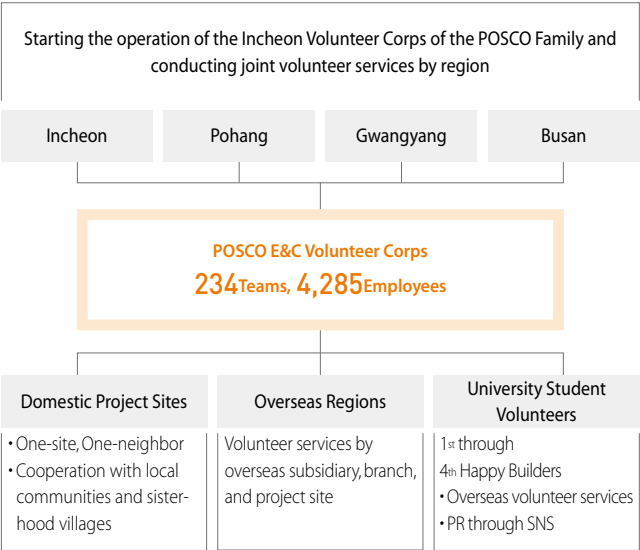 Starting the operation of the Incheon Volunteer Corps of the POSCO Family and
conducting joint volunteer services by region
Incheon
Pohang
Gwangyang
Busan
POSCO E&C Volunteer Corps
234Teams, 4,285Employees
Domestic Project Sites
• One-site, One-neighbor
• Cooperation with local
communities and sister-
hood villages
Overseas Regions
Volunteer services by
overseas subsidiary, branch,
and project site
University Student
Volunteers
1st through
4th Happy Builders
• Overseas volunteer services
• PR through SNS